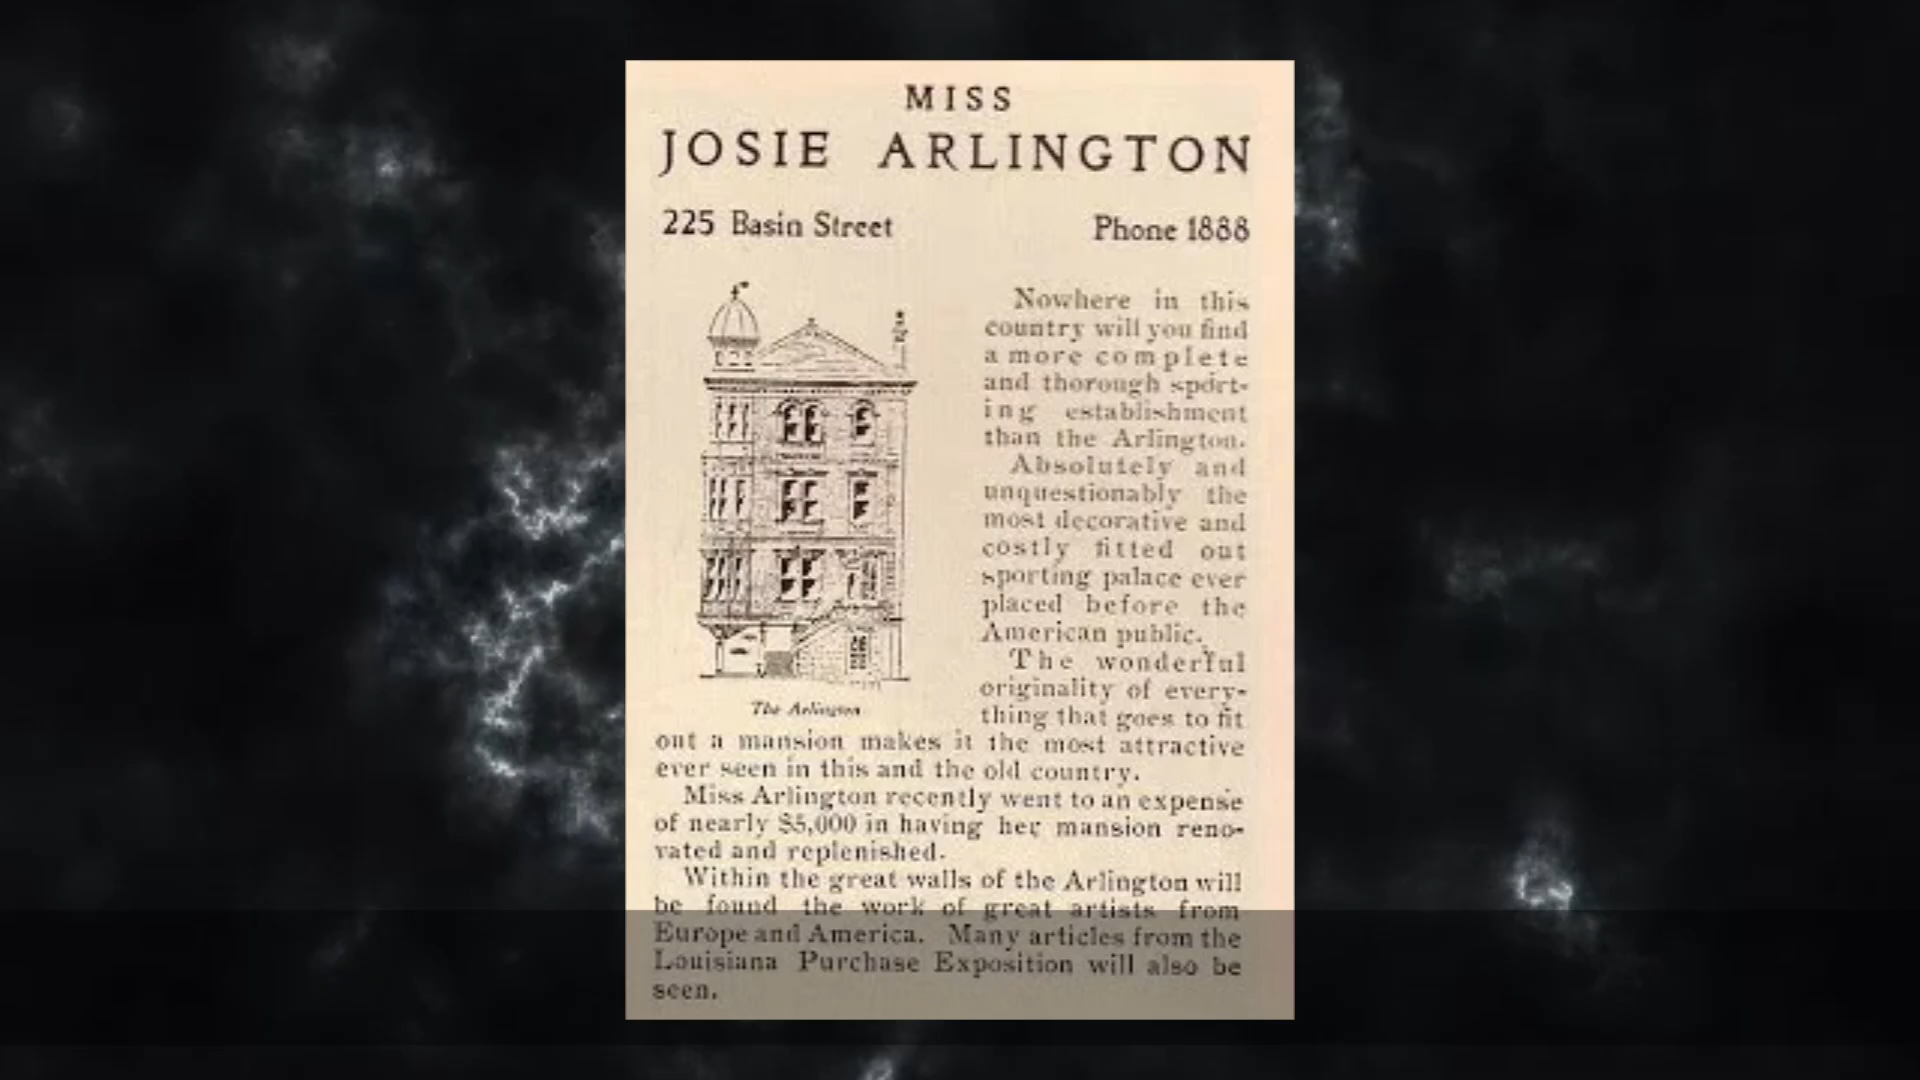 MISS
JOSIE ARLINGTON
225 Basin Street Phone 1888
Nowhere in this
country will you find
a more complete
and thorough sport-
ing establishment
than the Arlington.
Absolutely and
unquestionably the
most decorative and
costly fitted out
sporting palace ever
placed before the
American public.
The wonderful
originality of every-
thing that goes to fit
The Arlington
out a mansion makes it the most attractive
ever seen in this and the old country.
Miss Arlington recently went to an expense
of nearly $5,000 in having her mansion reno-
vated and replenished.
Within the great walls of the Arlington will
be found the work of great artists from
Europe and America. Many articles from the
Louisiana Purchase Exposition will also be
seen.